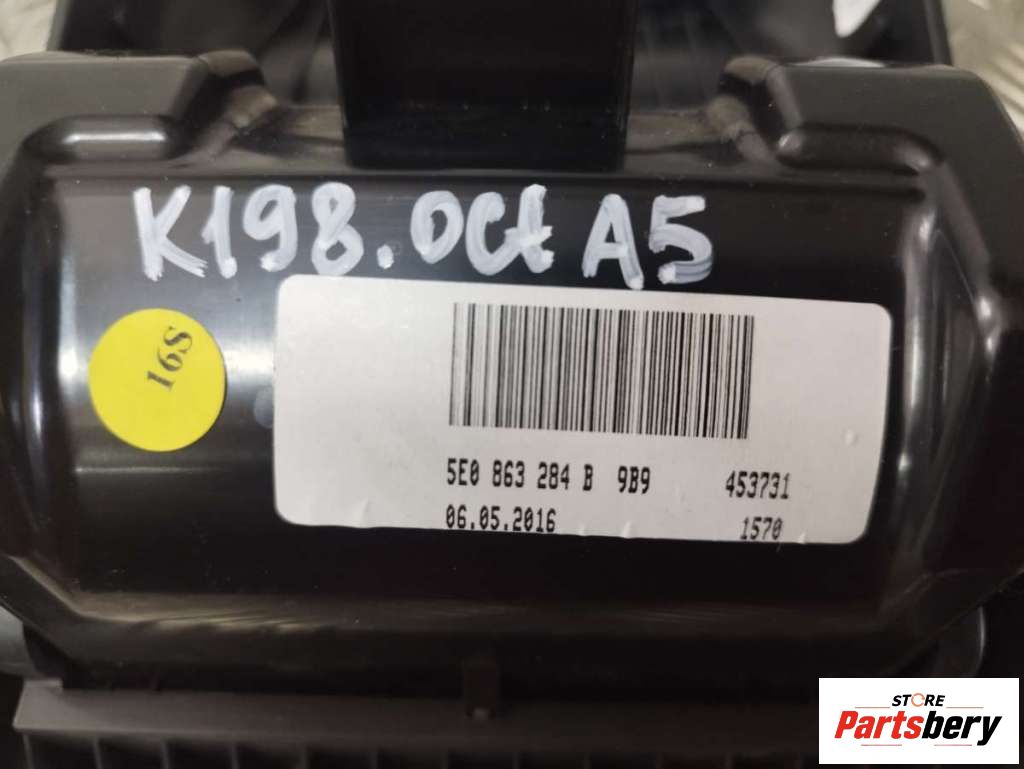 K198.OCt A5
16S
5E0 863 284 B 9B9 453731
06.05.2016 1570
STORE
Partsbery